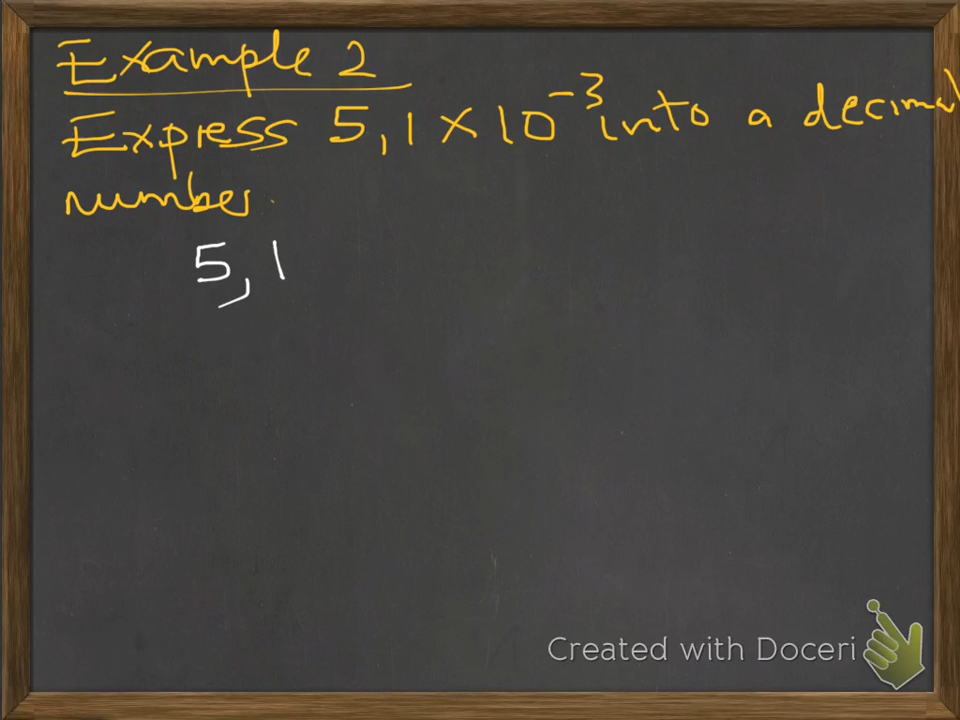 Example 2
Express 5,1 × 10⁻³ into a decimal
number.
5,1
Created with Doceri